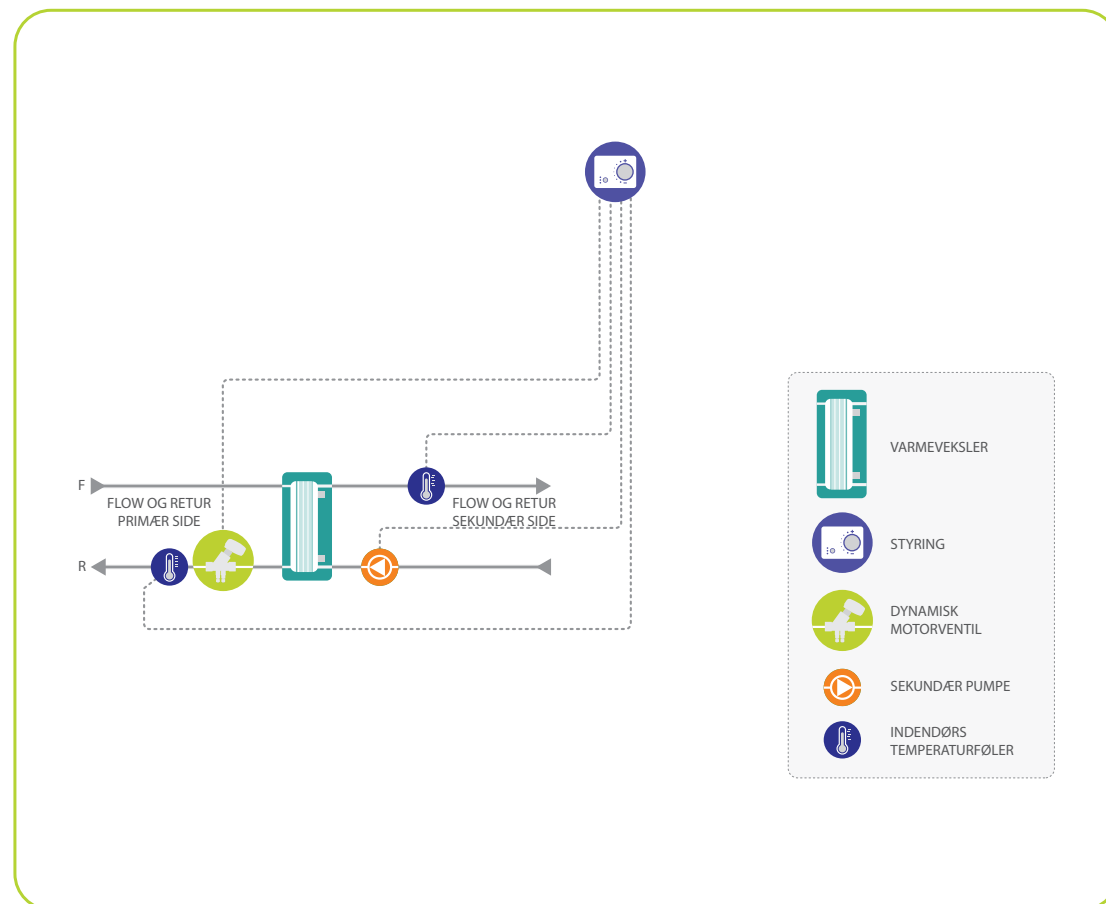 F
FLOW OG RETUR
PRIMÆR SIDE
FLOW OG RETUR
SEKUNDÆR SIDE
R
VARMEVEKSLER
STYRING
DYNAMISK
MOTORVENTIL
SEKUNDÆR PUMPE
INDENDØRS
TEMPERATURFØLER